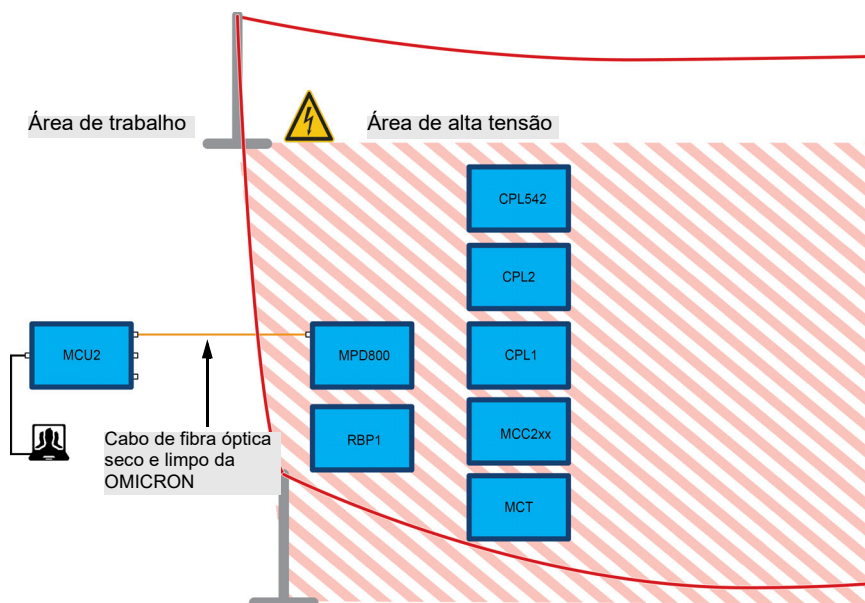 Área de trabalho
Área de alta tensão
CPL542
CPL2
MCU2
MPD800
CPL1
RBP1
MCC2xx
Cabo de fibra óptica
seco e limpo da
OMICRON
MCT